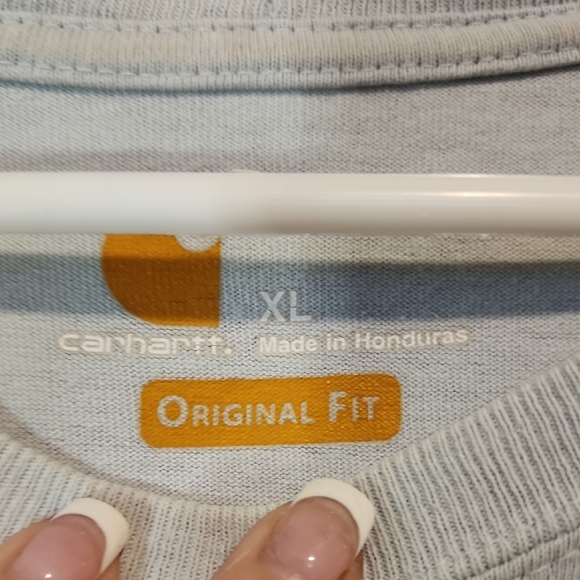 XL
carhartt.
Made in Honduras
ORIGINAL FIT